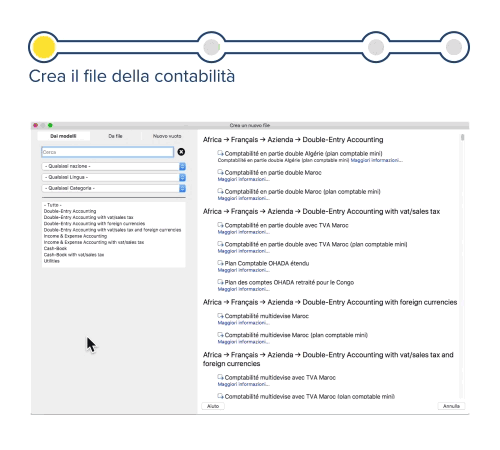 Crea il file della contabilità
Crea un nuovo file
Dai modelli
Da file
Nuovo vuoto
Cerca
- Qualsiasi nazione -
- Qualsiasi Lingua -
- Qualsiasi Categoria -
- Tutte -
Double-Entry Accounting
Double-Entry Accounting with vat/sales tax
Double-Entry Accounting with foreign currencies
Double-Entry Accounting with vat/sales tax and foreign currencies
Income & Expense Accounting
Income & Expense Accounting with vat/sales tax
Cash-Book
Cash-Book with vat/sales tax
Utilities
Africa → Français → Azienda → Double-Entry Accounting
Comptabilité en partie double Algérie (plan comptable mini)
Comptabilité en partie double Algérie (plan comptable mini) Maggiori informazioni...
Comptabilité en partie double Maroc
Maggiori informazioni...
Comptabilité en partie double Maroc (plan comptable mini)
Maggiori informazioni...
Africa → Français → Azienda → Double-Entry Accounting with vat/sales tax
Comptabilité en partie double avec TVA Maroc
Maggiori informazioni...
Comptabilité en partie double avec TVA Maroc (plan comptable mini)
Maggiori informazioni...
Plan Comptable OHADA étendu
Maggiori informazioni...
Plan des comptes OHADA retraité pour le Congo
Maggiori informazioni...
Africa → Français → Azienda → Double-Entry Accounting with foreign currencies
Comptabilité multidevise Maroc
Maggiori informazioni...
Comptabilité multidevise Maroc (plan comptable mini)
Maggiori informazioni...
Africa → Français → Azienda → Double-Entry Accounting with vat/sales tax and
foreign currencies
Comptabilité multidevise avec TVA Maroc
Maggiori informazioni...
Comptabilité multidevise avec TVA Maroc (plan comptable mini)
Aiuto
Annulla